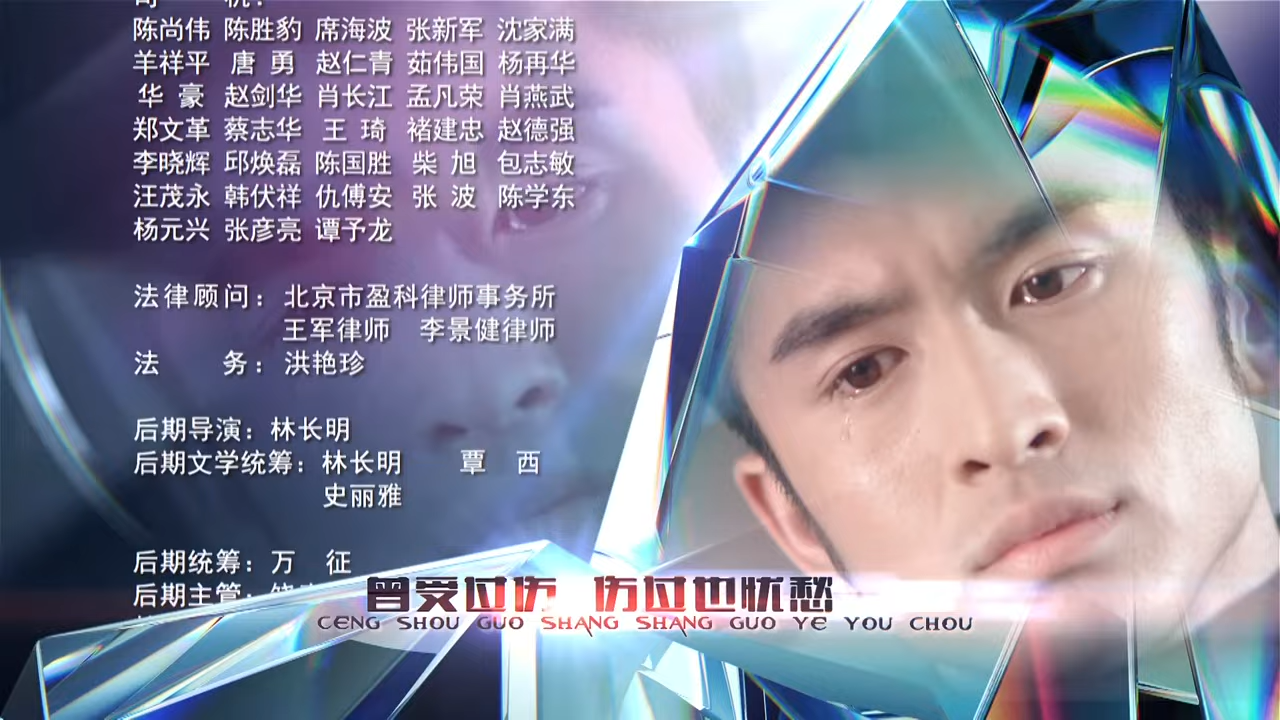 陈尚伟 陈胜豹 席海波 张新军 沈家满
羊祥平 唐 勇 赵仁青 茹伟国 杨再华
华 豪 赵剑华 肖长江 孟凡荣 肖燕武
郑文革 蔡志华 王 琦 褚建忠 赵德强
李晓辉 邱焕磊 陈国胜 柴 旭 包志敏
汪茂永 韩伏祥 仇傅安 张 波 陈学东
杨元兴 张彦亮 谭予龙
法律顾问：北京市盈科律师事务所
王军律师 李景健律师
法 务：洪艳珍
后期导演：林长明
后期文学统筹：林长明 覃 西
史丽雅
后期统筹：万 征
后期主管：
曾受过伤 伤过也忧愁
CENG SHOU GUO SHANG SHANG GUO YE YOU CHOU